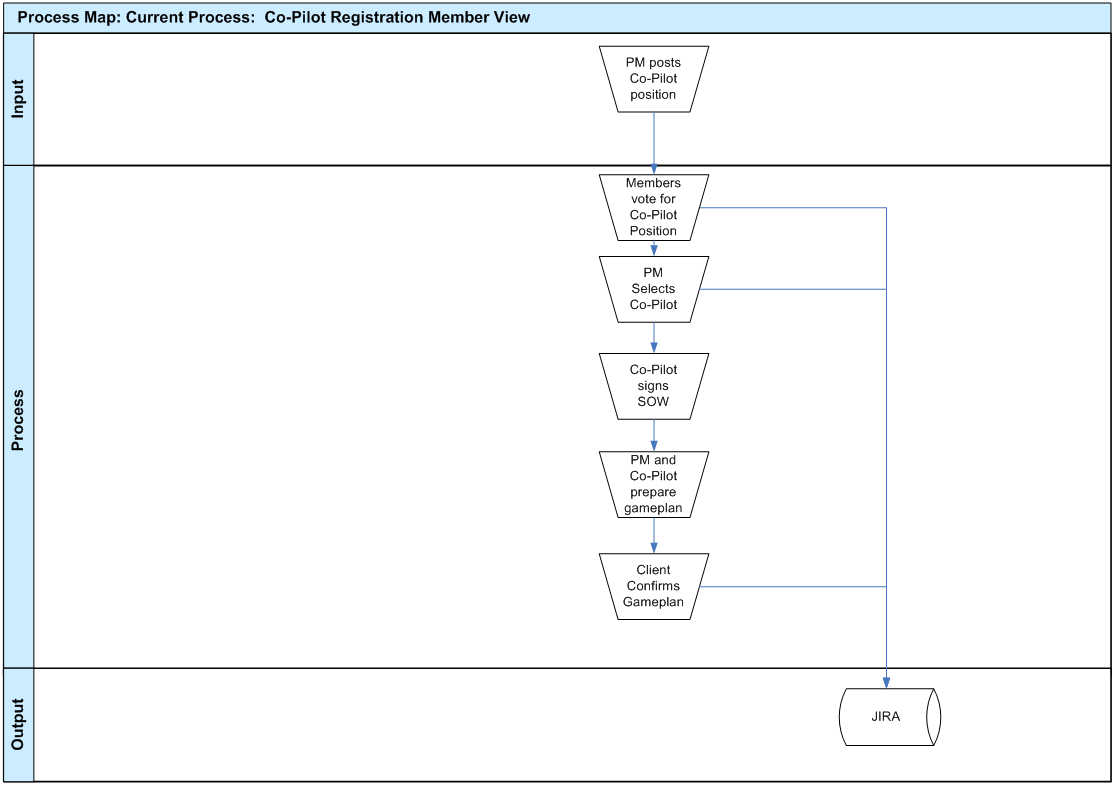 Process Map: Current Process:  Co-Pilot Registration Member View
Input
PM posts
Co-Pilot
position
Process
Members
vote for
Co-Pilot
Position
PM
Selects
Co-Pilot
Co-Pilot
signs
SOW
PM and
Co-Pilot
prepare
gameplan
Client
Confirms
Gameplan
Output
JIRA